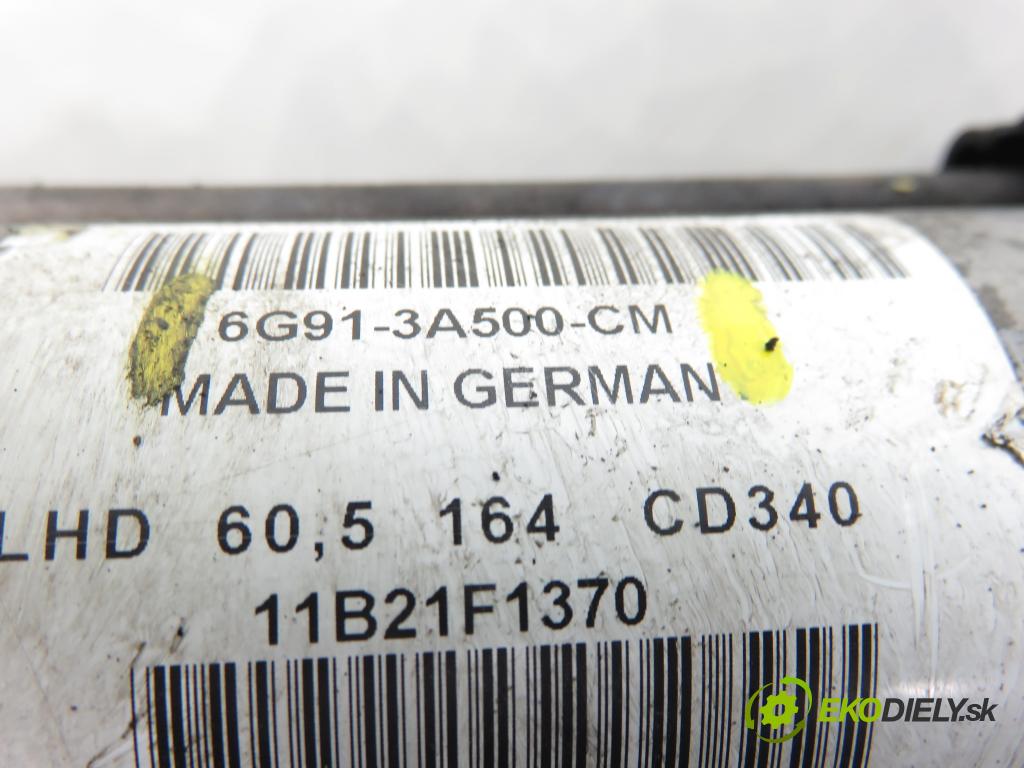 6G91-3A500-CM
MADE IN GERMAN
LHD 60,5 164 CD340
11B21F1370
EKODIELY.sk